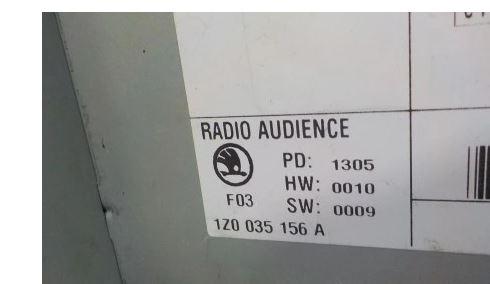 RADIO AUDIENCE
PD: 1305
HW: 0010
F03 SW: 0009
1Z0 035 156 A